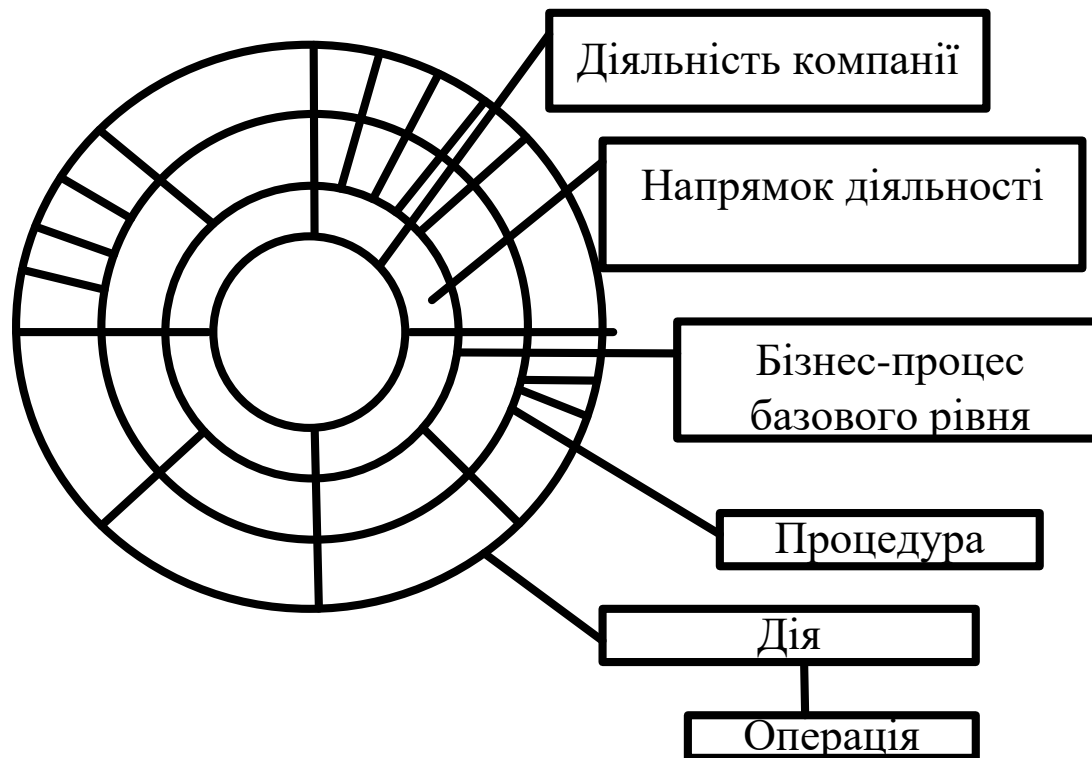 Діяльність компанії
Напрямок діяльності
Бізнес-процес
базового рівня
Процедура
Дія
Операція